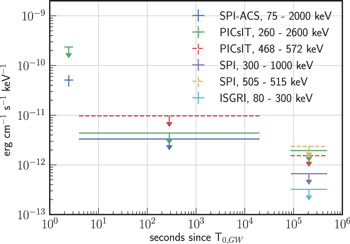 10⁻⁹
10⁻¹⁰
10⁻¹¹
10⁻¹²
10⁻¹³
erg cm⁻¹ s⁻¹ keV⁻¹
SPI-ACS, 75 - 2000 keV
PICsIT, 260 - 2600 keV
PICsIT, 468 - 572 keV
SPI, 300 - 1000 keV
SPI, 505 - 515 keV
ISGRI, 80 - 300 keV
10⁰ 10¹ 10² 10³ 10⁴ 10⁵ 10⁶
seconds since T₀,GW